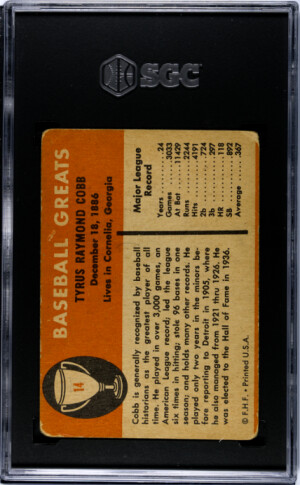 SGC
14
BASEBALL GREATS
TYRUS RAYMOND COBB
December 18, 1886
Lives in Cornelia, Georgia
Cobb is generally recognized by baseball
historians as the greatest player of all
time. He played in over 3,000 games, an
American League record; led the league
six times in hitting; stole 96 bases in one
season; and holds many other records. He
played only two years in the minors be-
fore reporting to Detroit in 1905, where
he also managed from 1921 thru 1926. He
was elected to the Hall of Fame in 1936.
Major League
Record
Years 24
Games 3033
At Bat 11429
Runs 2244
Hits 4191
2b 724
3b 297
HR 118
SB 892
Average .367
© F.H.F. • Printed U.S.A.